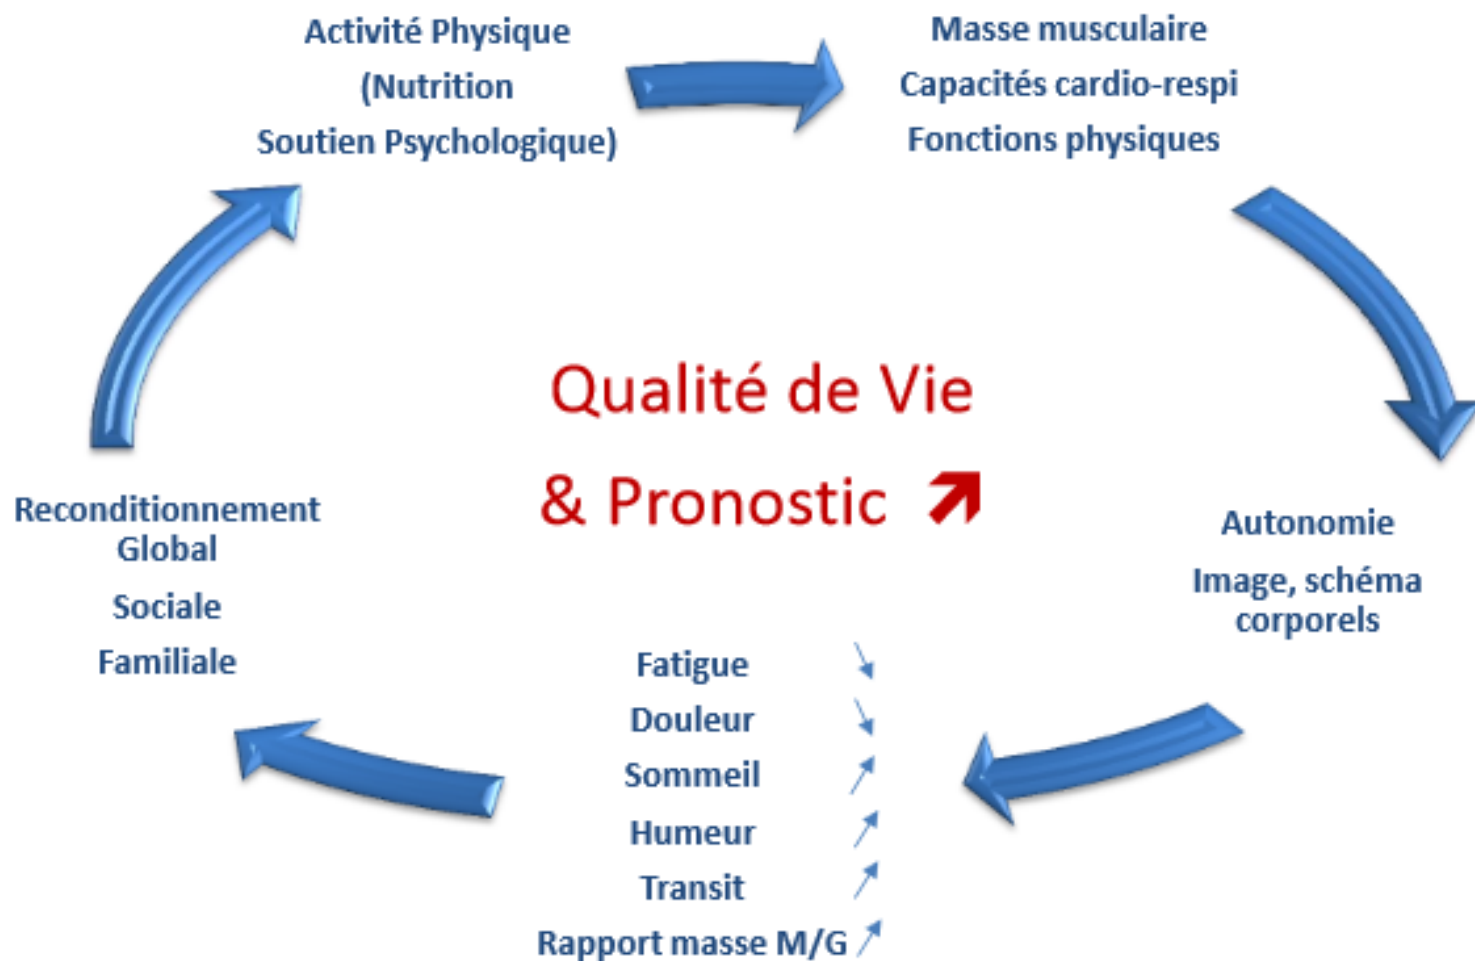 Activité Physique
(Nutrition
Soutien Psychologique)
Masse musculaire
Capacités cardio-respi
Fonctions physiques
Qualité de Vie
& Pronostic
Autonomie
Image, schéma
corporels
Fatigue
Douleur
Sommeil
Humeur
Transit
Rapport masse M/G
Reconditionnement
Global
Sociale
Familiale